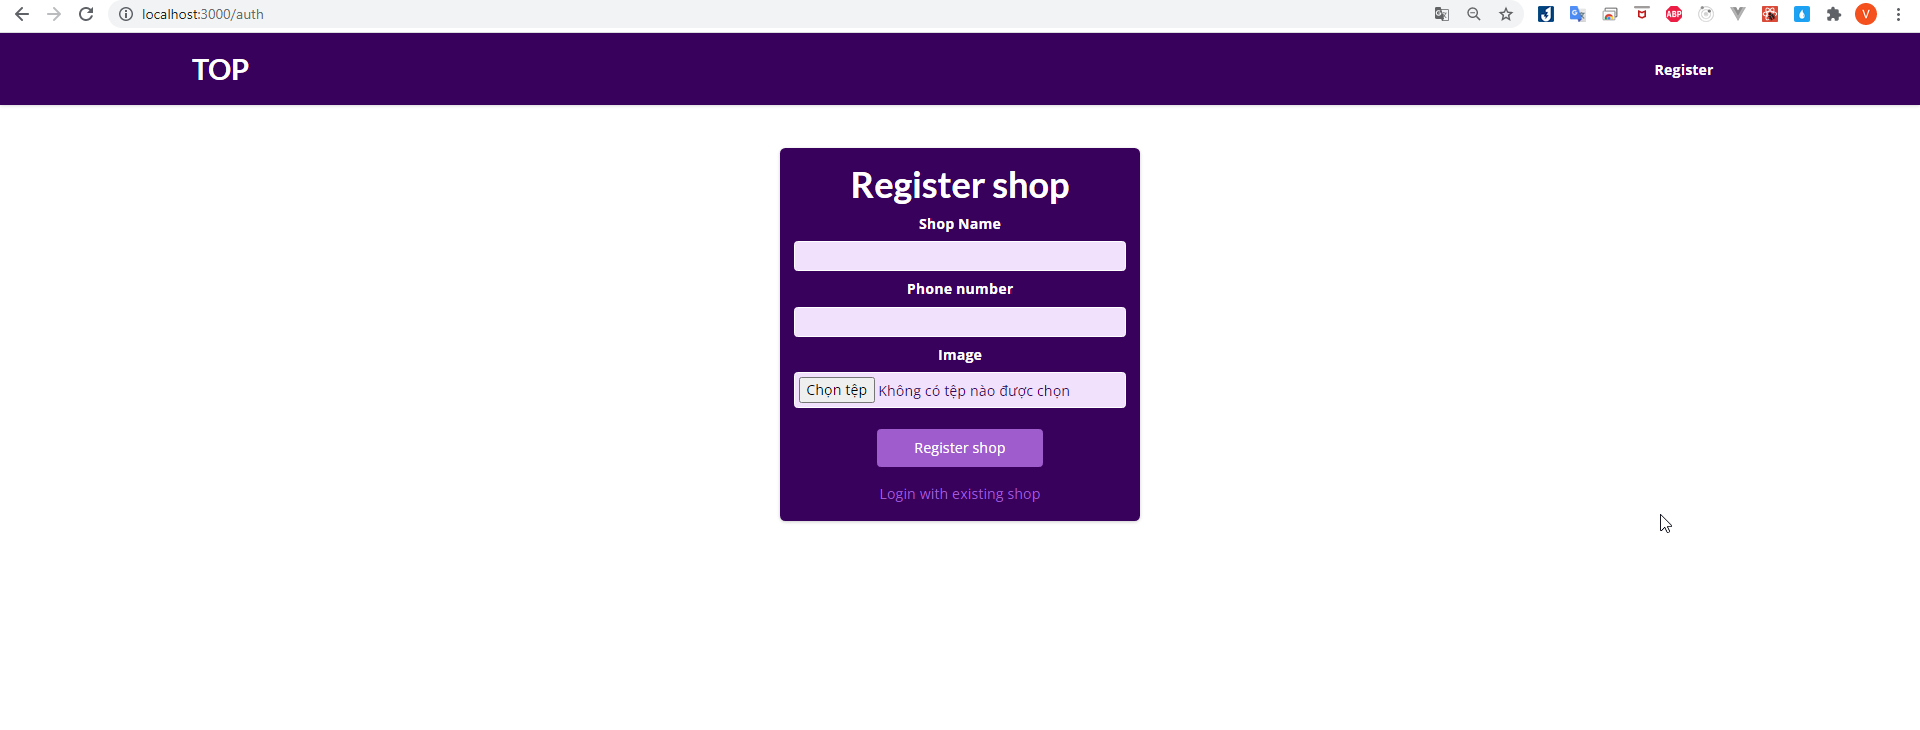 localhost:3000/auth
ABP
V
TOP
Register
Register shop
Shop Name
Phone number
Image
Chọn tệp Không có tệp nào được chọn
Register shop
Login with existing shop